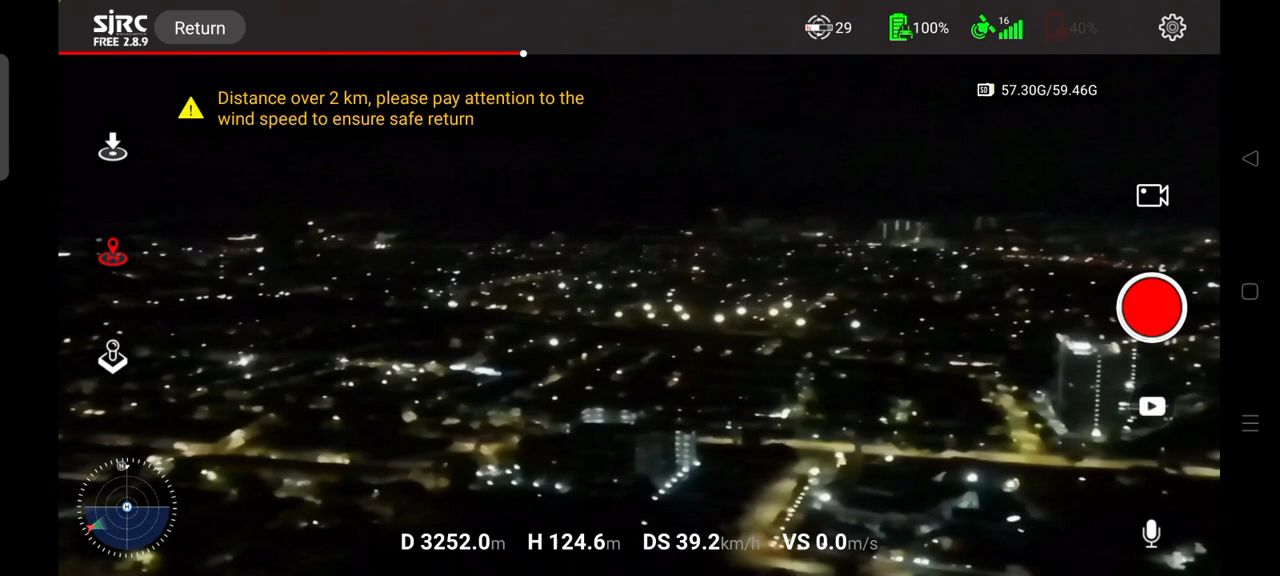 SJRC
FREE 2.8.9
Return
29
100%
16
40%
SD
57.30G/59.46G
Distance over 2 km, please pay attention to the
wind speed to ensure safe return
N
H
D 3252.0m H 124.6m DS 39.2km/h VS 0.0m/s